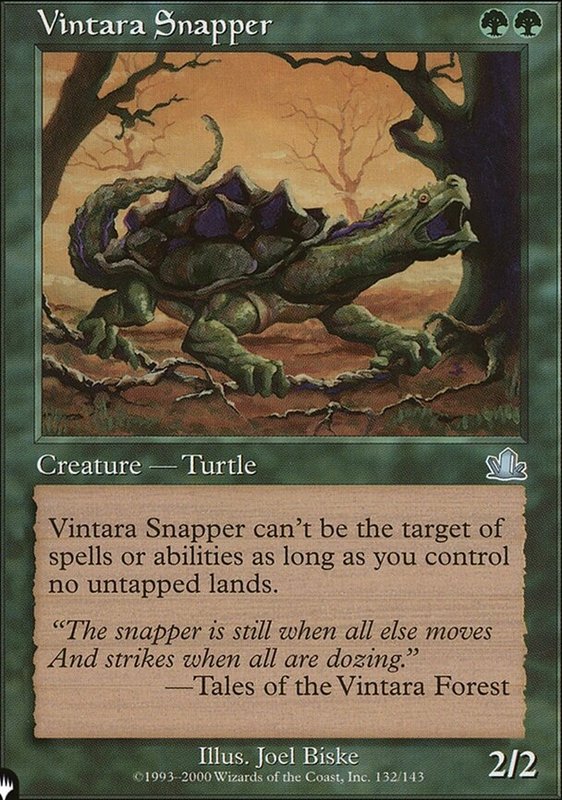 Vintara Snapper
Creature — Turtle
Vintara Snapper can't be the target of
spells or abilities as long as you control
no untapped lands.
“The snapper is still when all else moves
And strikes when all are dozing.”
—Tales of the Vintara Forest
Illus. Joel Biske
2/2
©1993–2000 Wizards of the Coast, Inc. 132/143